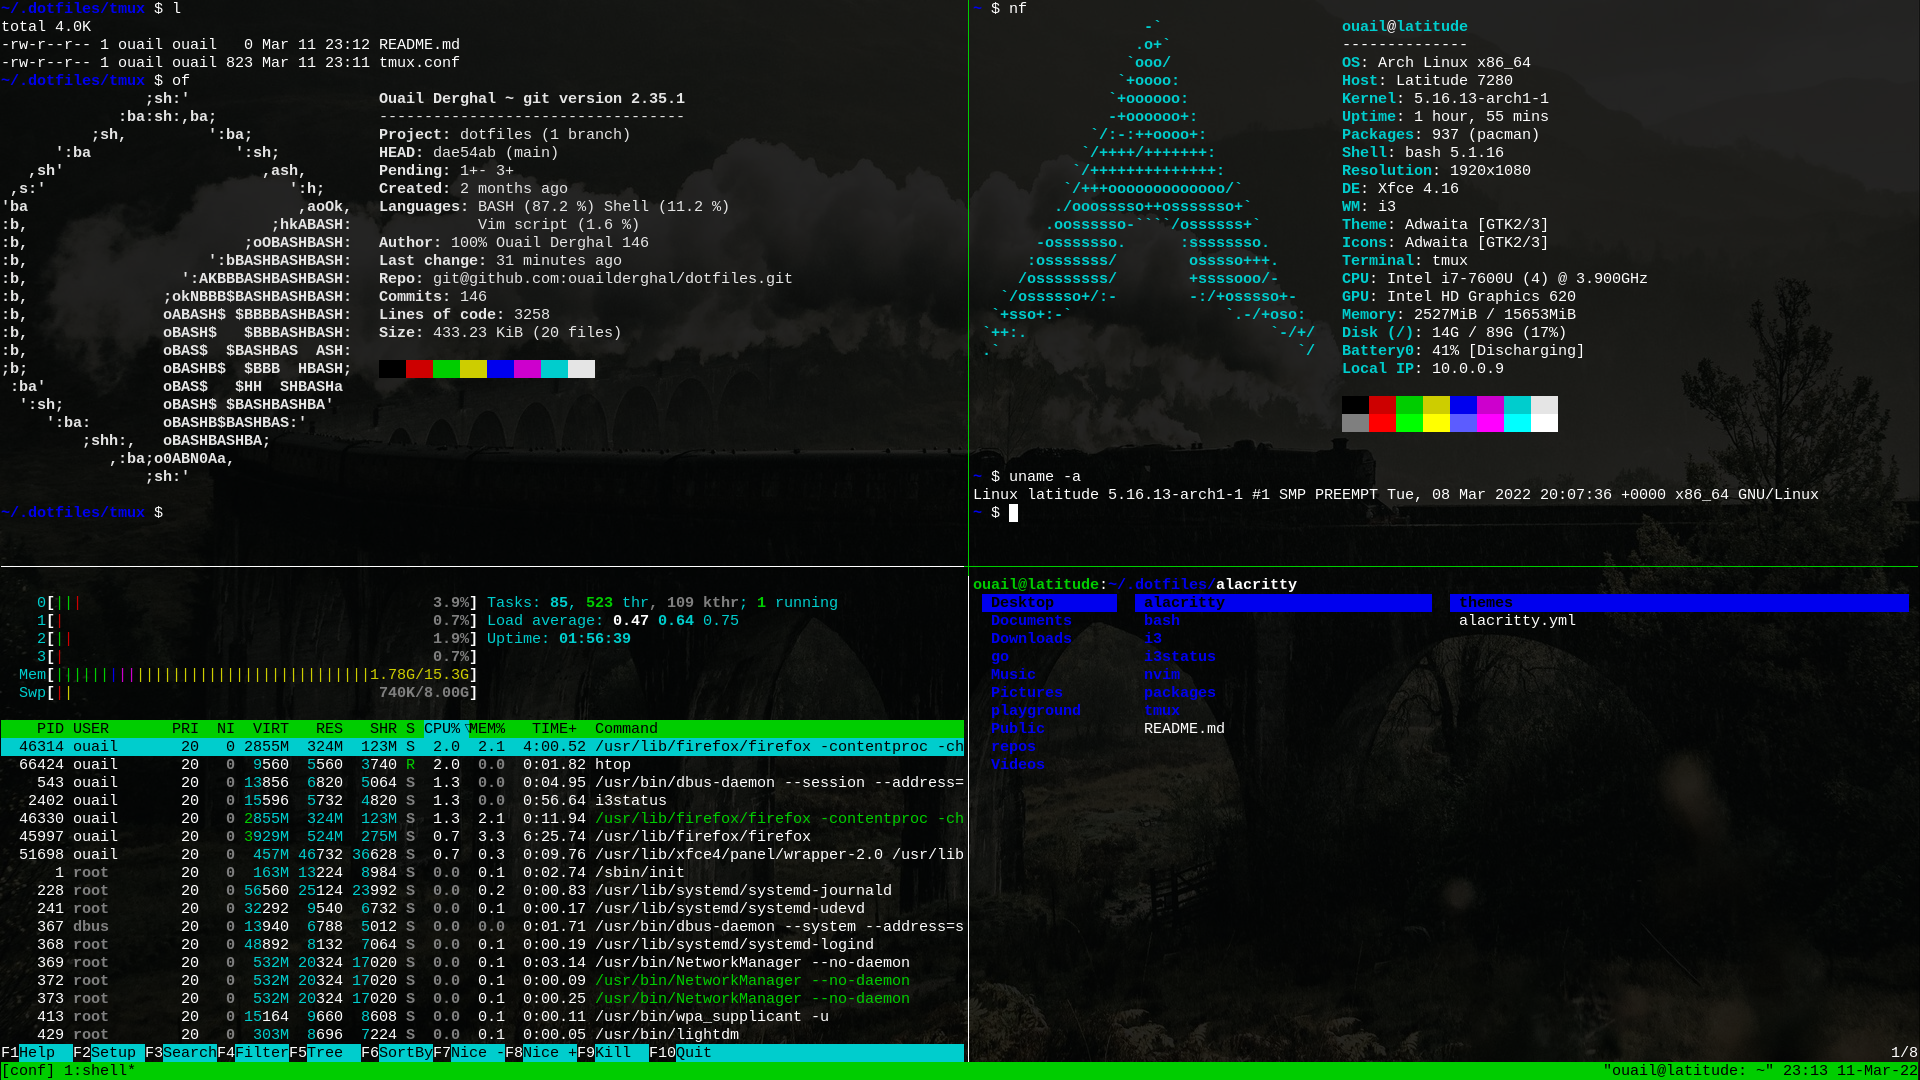 ~/.dotfiles/tmux $ l
total 4.0K
-rw-r--r-- 1 ouail ouail   0 Mar 11 23:12 README.md
-rw-r--r-- 1 ouail ouail 823 Mar 11 23:11 tmux.conf
~/.dotfiles/tmux $ of
                ;sh:'
             :ba:sh:,ba;
          ;sh,         ':ba;
      ':ba                ':sh;
   ,sh'                      ,ash,
 ,s:'                           ':h;
'ba                              ,aoOk,
:b,                           ;hkABASH:
:b,                        ;oOBASHBASH:
:b,                    ':bBASHBASHBASH:
:b,                 ':AKBBBASHBASHBASH:
:b,               ;okNBBB$BASHBASHBASH:
:b,               oABASH$ $BBBBASHBASH:
:b,               oBASH$   $BBBASHBASH:
:b,               oBAS$  $BASHBAS  ASH:
;b;               oBASHB$  $BBB  HBASH;
 :ba'             oBAS$   $HH  SHBASHa
  ':sh;           oBASH$ $BASHBASHBA'
     ':ba:        oBASHB$BASHBAS:'
         ;shh:,   oBASHBASHBA;
            ,:ba;o0ABN0Aa,
                ;sh:'
Ouail Derghal ~ git version 2.35.1
----------------------------------
Project: dotfiles (1 branch)
HEAD: dae54ab (main)
Pending: 1+- 3+
Created: 2 months ago
Languages: BASH (87.2 %) Shell (11.2 %)
           Vim script (1.6 %)
Author: 100% Ouail Derghal 146
Last change: 31 minutes ago
Repo: git@github.com:ouailderghal/dotfiles.git
Commits: 146
Lines of code: 3258
Size: 433.23 KiB (20 files)
~/.dotfiles/tmux $
~ $ nf
                   -`
                  .o+`
                 `ooo/
                `+oooo:
               `+oooooo:
               -+oooooo+:
             `/:-:++oooo+:
            `/++++/+++++++:
           `/++++++++++++++:
          `/+++ooooooooooooo/`
         ./ooosssso++osssssso+`
        .oossssso-````/ossssss+`
       -osssssso.      :ssssssso.
      :osssssss/        osssso+++.
     /ossssssss/        +ssssooo/-
   `/ossssso+/:-        -:/+osssso+-
  `+sso+:-`                 `.-/+oso:
 `++:.                           `-/+/
 .`                                 `/
ouail@latitude
--------------
OS: Arch Linux x86_64
Host: Latitude 7280
Kernel: 5.16.13-arch1-1
Uptime: 1 hour, 55 mins
Packages: 937 (pacman)
Shell: bash 5.1.16
Resolution: 1920x1080
DE: Xfce 4.16
WM: i3
Theme: Adwaita [GTK2/3]
Icons: Adwaita [GTK2/3]
Terminal: tmux
CPU: Intel i7-7600U (4) @ 3.900GHz
GPU: Intel HD Graphics 620
Memory: 2527MiB / 15653MiB
Disk (/): 14G / 89G (17%)
Battery0: 41% [Discharging]
Local IP: 10.0.0.9
~ $ uname -a
Linux latitude 5.16.13-arch1-1 #1 SMP PREEMPT Tue, 08 Mar 2022 20:07:36 +0000 x86_64 GNU/Linux
~ $
0[|||                                       3.9%] Tasks: 85, 523 thr, 109 kthr; 1 running
1[|                                         0.7%] Load average: 0.47 0.64 0.75
2[||                                        1.9%] Uptime: 01:56:39
3[|                                         0.7%]
Mem[|||||||||||||||||||||||||||||||||||1.78G/15.3G]
Swp[||                                  740K/8.00G]
    PID USER       PRI  NI  VIRT   RES   SHR S CPU%▽MEM%   TIME+  Command
  46314 ouail       20   0 2855M  324M  123M S  2.0  2.1  4:00.52 /usr/lib/firefox/firefox -contentproc -ch
  66424 ouail       20   0  9560  5560  3740 R  2.0  0.0  0:01.82 htop
    543 ouail       20   0 13856  6820  5064 S  1.3  0.0  0:04.95 /usr/bin/dbus-daemon --session --address=
   2402 ouail       20   0 15596  5732  4820 S  1.3  0.0  0:56.64 i3status
  46330 ouail       20   0 2855M  324M  123M S  1.3  2.1  0:11.94 /usr/lib/firefox/firefox -contentproc -ch
  45997 ouail       20   0 3929M  524M  275M S  0.7  3.3  6:25.74 /usr/lib/firefox/firefox
  51698 ouail       20   0  457M 46732 36628 S  0.7  0.3  0:09.76 /usr/lib/xfce4/panel/wrapper-2.0 /usr/lib
      1 root        20   0  163M 13224  8984 S  0.0  0.1  0:02.74 /sbin/init
    228 root        20   0 56560 25124 23992 S  0.0  0.2  0:00.83 /usr/lib/systemd/systemd-journald
    241 root        20   0 32292  9540  6732 S  0.0  0.1  0:00.17 /usr/lib/systemd/systemd-udevd
    367 dbus        20   0 13940  6788  5012 S  0.0  0.0  0:01.71 /usr/bin/dbus-daemon --system --address=s
    368 root        20   0 48892  8132  7064 S  0.0  0.1  0:00.19 /usr/lib/systemd/systemd-logind
    369 root        20   0  532M 20324 17020 S  0.0  0.1  0:03.14 /usr/bin/NetworkManager --no-daemon
    372 root        20   0  532M 20324 17020 S  0.0  0.1  0:00.09 /usr/bin/NetworkManager --no-daemon
    373 root        20   0  532M 20324 17020 S  0.0  0.1  0:00.25 /usr/bin/NetworkManager --no-daemon
    413 root        20   0 15164  9660  8608 S  0.0  0.1  0:00.11 /usr/bin/wpa_supplicant -u
    429 root        20   0  303M  8696  7224 S  0.0  0.1  0:00.05 /usr/bin/lightdm
F1Help  F2Setup F3SearchF4FilterF5Tree  F6SortByF7Nice -F8Nice +F9Kill  F10Quit
ouail@latitude:~/.dotfiles/alacritty
Desktop
Documents
Downloads
go
Music
Pictures
playground
Public
repos
Videos
alacritty
bash
i3
i3status
nvim
packages
tmux
README.md
themes
alacritty.yml
1/8
[conf] 1:shell*
"ouail@latitude: ~" 23:13 11-Mar-22